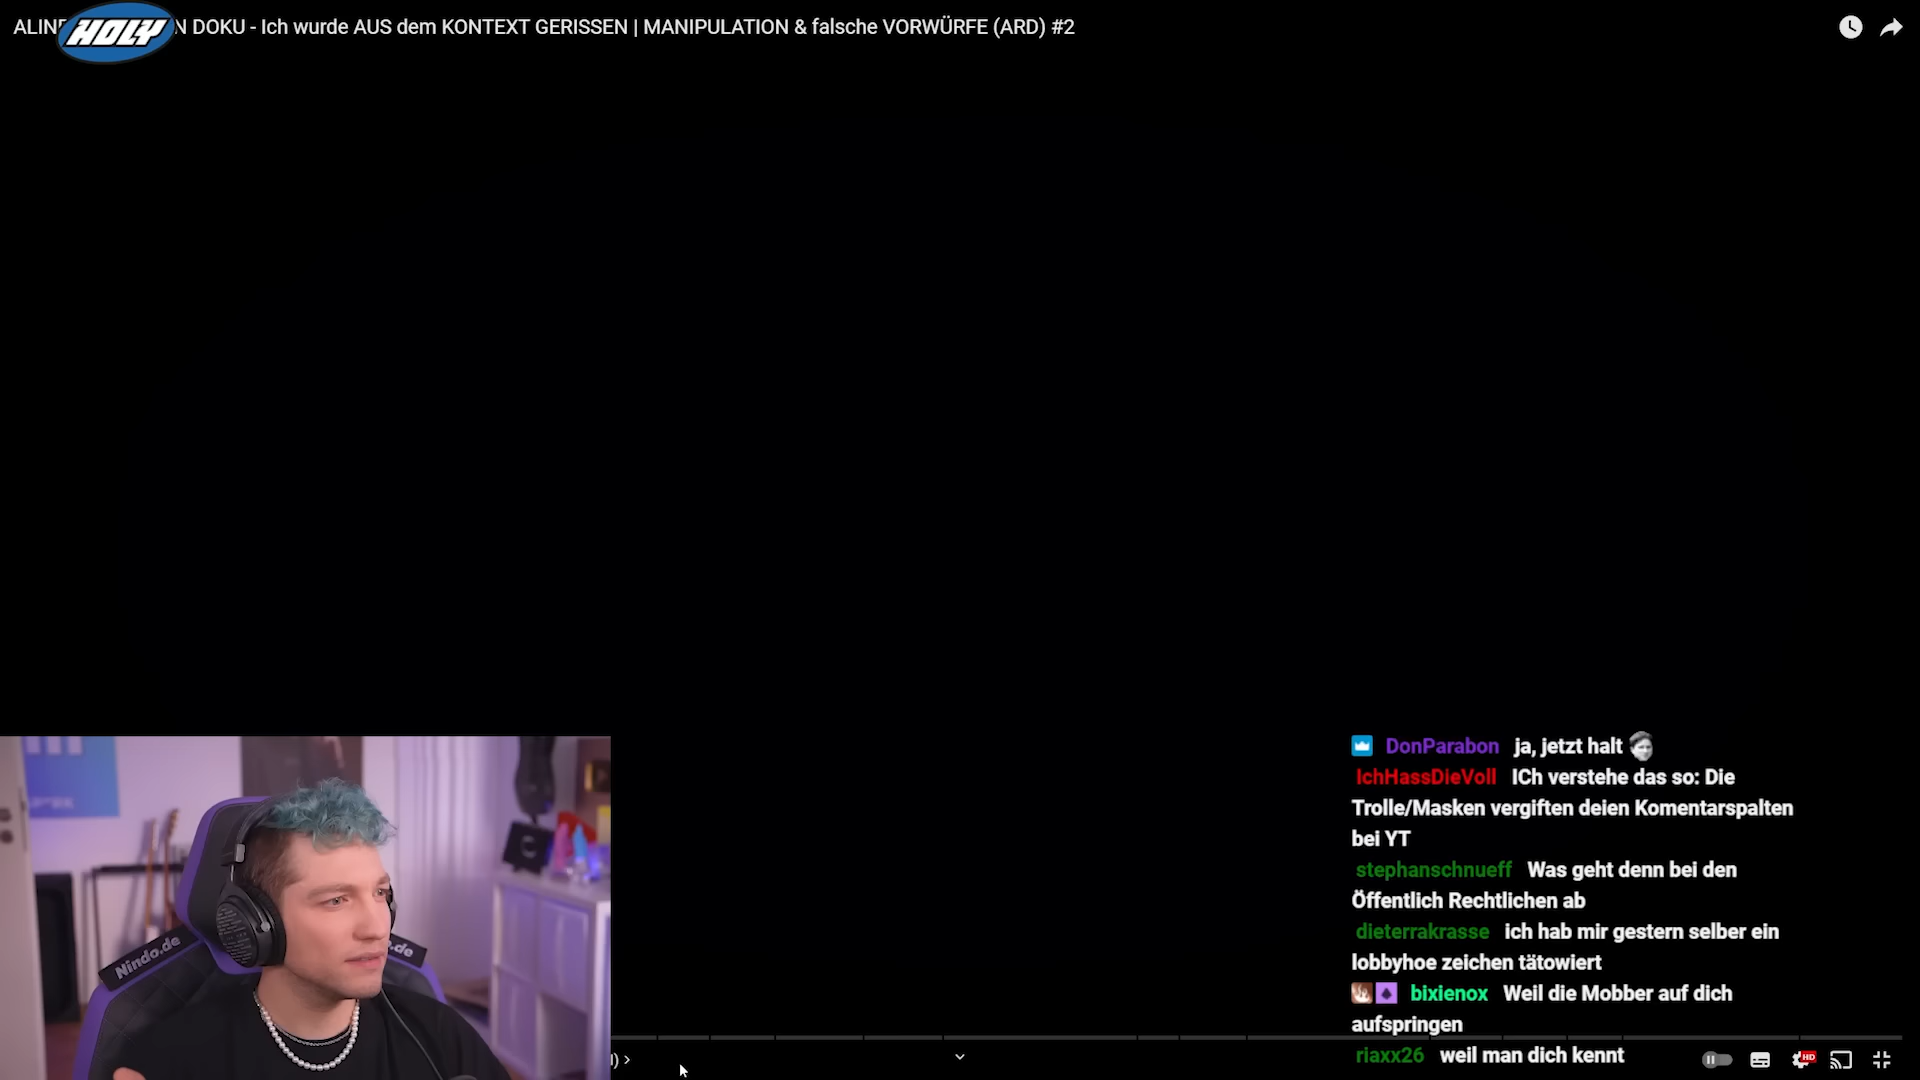 ALIN
HOLY
N DOKU - Ich wurde AUS dem KONTEXT GERISSEN | MANIPULATION & falsche VORWÜRFE (ARD) #2
DonParabon ja, jetzt halt
IchHassDieVoll ICh verstehe das so: Die
Trolle/Masken vergiften deien Komentarspalten
bei YT
stephanschnueff Was geht denn bei den
Öffentlich Rechtlichen ab
dieterrakrasse ich hab mir gestern selber ein
lobbyhoe zeichen tätowiert
bixienox Weil die Mobber auf dich
aufspringen
riaxx26 weil man dich kennt
Nindo.de
.de
HD